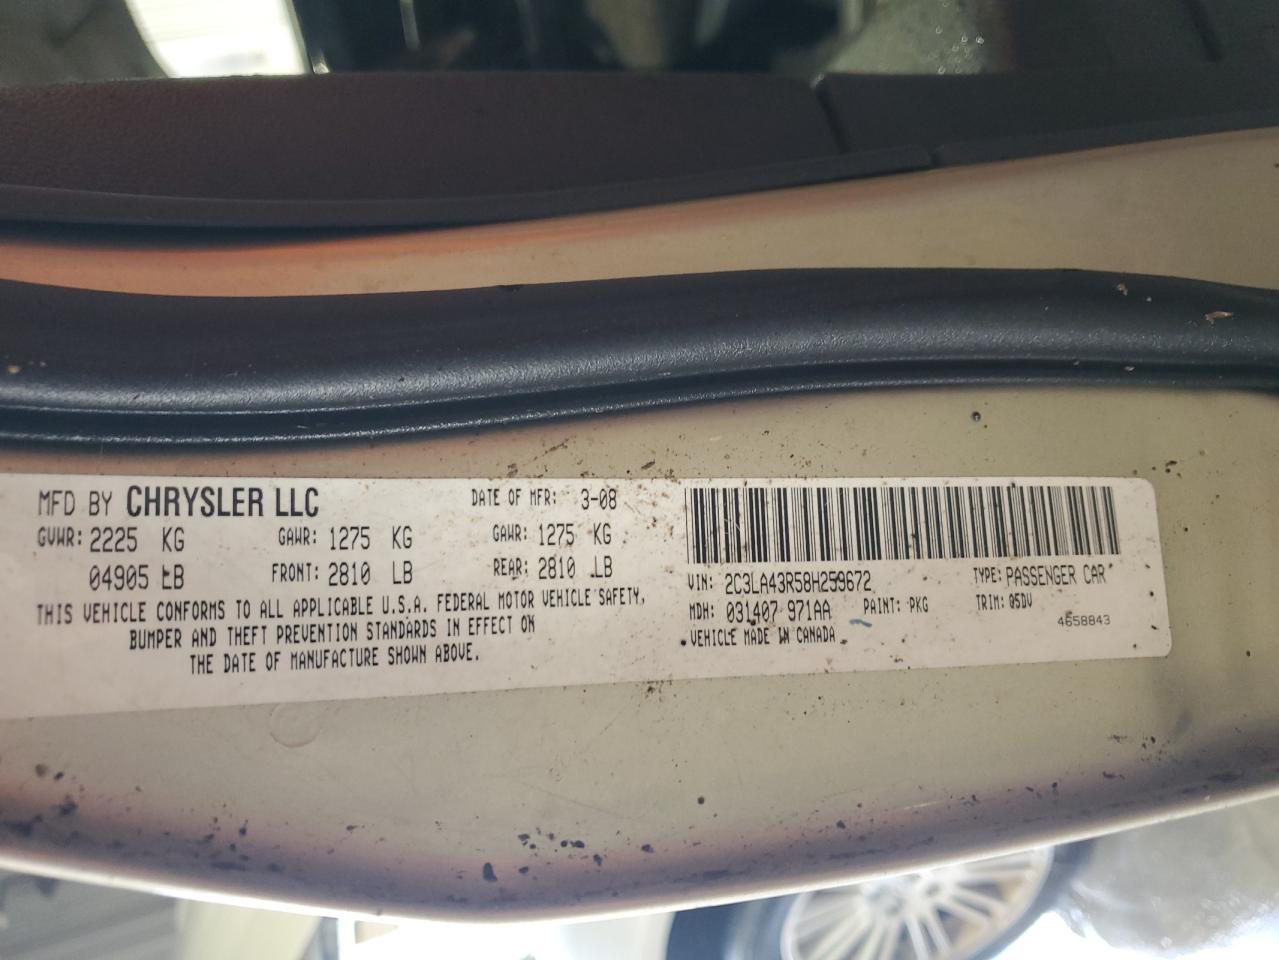 MFD BY CHRYSLER LLC DATE OF MFR: 3-08
GVWR: 2225 KG GAWR: 1275 KG GAWR: 1275 KG
04905 LB FRONT: 2810 LB REAR: 2810 LB
THIS VEHICLE CONFORMS TO ALL APPLICABLE U.S.A. FEDERAL MOTOR VEHICLE SAFETY,
BUMPER AND THEFT PREVENTION STANDARDS IN EFFECT ON
THE DATE OF MANUFACTURE SHOWN ABOVE.
VIN: 2C3LA43R58H259672 TYPE: PASSENGER CAR
MDH: 031407 971AA PAINT: PKG TRIM: 05DV
VEHICLE MADE IN CANADA 4658843